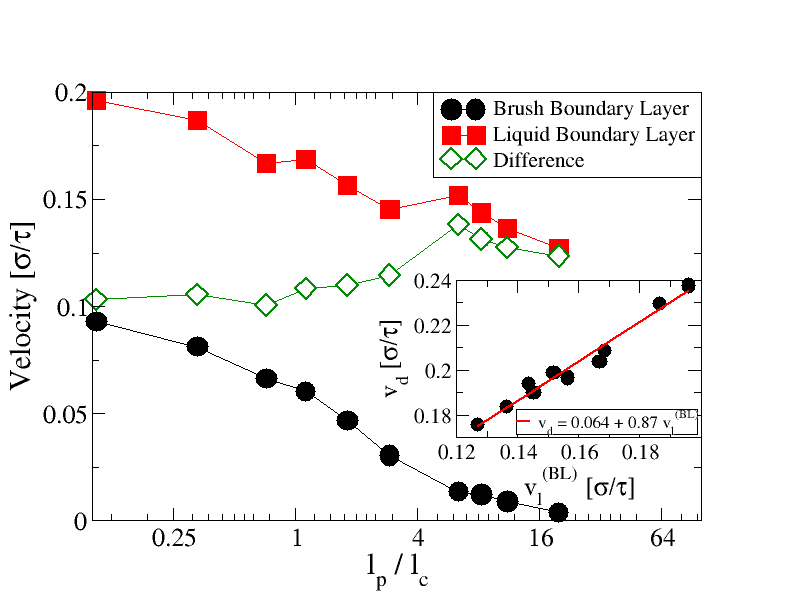 0.2
0.15
0.1
0.05
0
Velocity [σ/τ]
Brush Boundary Layer
Liquid Boundary Layer
Difference
0.24
0.22
0.2
0.18
v_d [σ/τ]
v_d = 0.064 + 0.87 v_l^(BL)
0.12 0.14 0.16 0.18
v_l^(BL) [σ/τ]
0.25 1 4 16 64
l_p / l_c